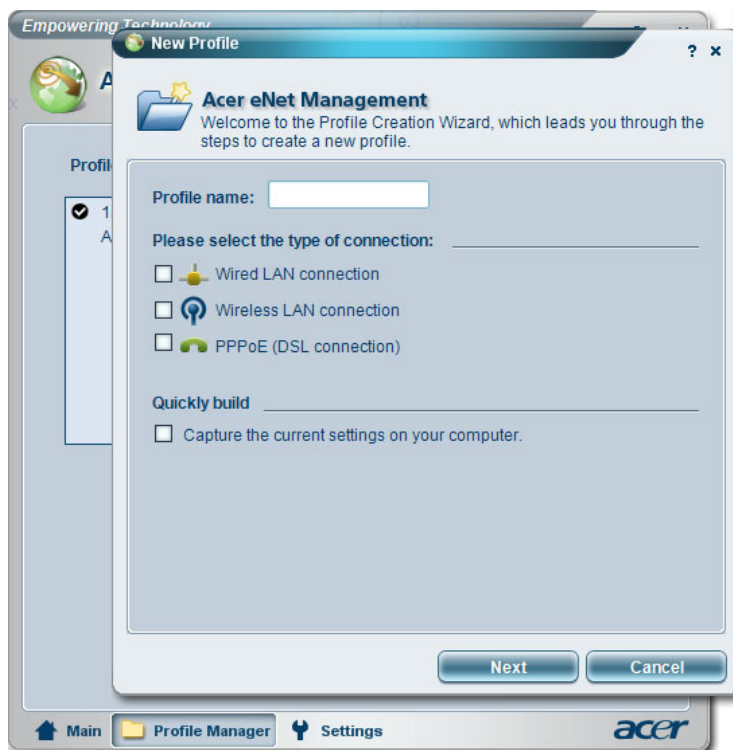 Empowering Technology
New Profile
? x
A
Acer eNet Management
Welcome to the Profile Creation Wizard, which leads you through the
steps to create a new profile.
Profil
1
A
Profile name:
Please select the type of connection:
Wired LAN connection
Wireless LAN connection
PPPoE (DSL connection)
Quickly build
Capture the current settings on your computer.
Next
Cancel
Main
Profile Manager
Settings
acer